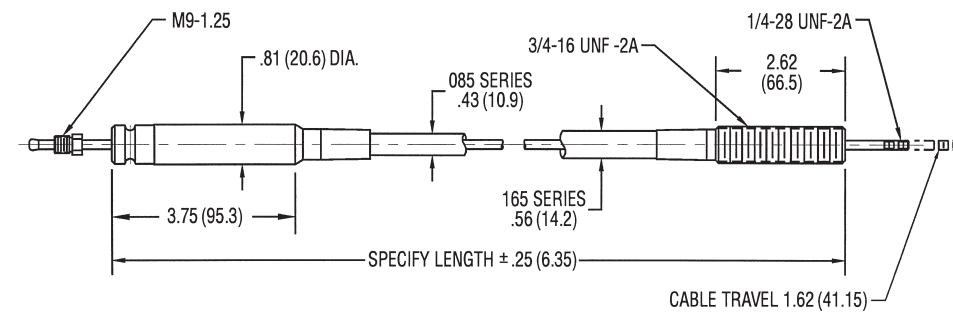 M9-1.25
1/4-28 UNF-2A
3/4-16 UNF -2A
.81 (20.6) DIA.
2.62
(66.5)
085 SERIES
.43 (10.9)
165 SERIES
.56 (14.2)
3.75 (95.3)
SPECIFY LENGTH ± .25 (6.35)
CABLE TRAVEL 1.62 (41.15)